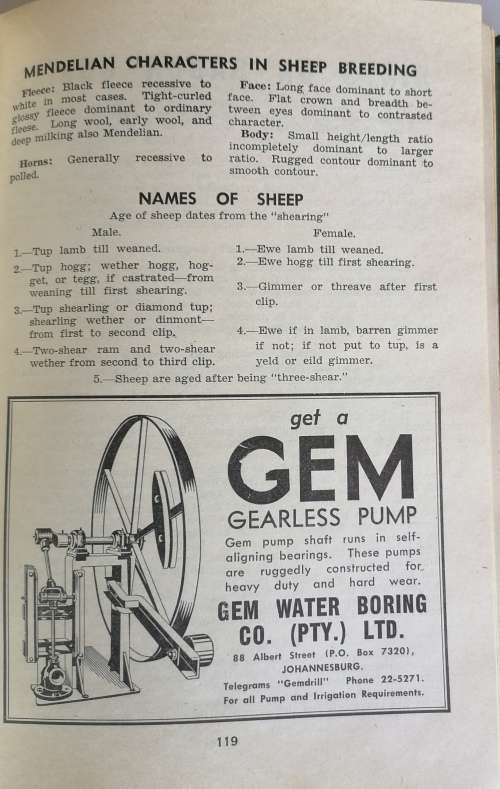 MENDELIAN CHARACTERS IN SHEEP BREEDING
Fleece: Black fleece recessive to
white in most cases. Tight-curled
glossy fleece dominant to ordinary
fleese. Long wool, early wool, and
deep milking also Mendelian.
Horns: Generally recessive to
polled.
Face: Long face dominant to short
face. Flat crown and breadth be-
tween eyes dominant to contrasted
character.
Body: Small height/length ratio
incompletely dominant to larger
ratio. Rugged contour dominant to
smooth contour.
NAMES OF SHEEP
Age of sheep dates from the "shearing"
Male.
1.—Tup lamb till weaned.
2.—Tup hogg; wether hogg, hog-
get, or tegg, if castrated—from
weaning till first shearing.
3.—Tup shearling or diamond tup;
shearling wether or dinmont—
from first to second clip.
4.—Two-shear ram and two-shear
wether from second to third clip.
Female.
1.—Ewe lamb till weaned.
2.—Ewe hogg till first shearing.
3.—Gimmer or threave after first
clip.
4.—Ewe if in lamb, barren gimmer
if not; if not put to tup, is a
yeld or eild gimmer.
5.—Sheep are aged after being "three-shear."
get a
GEM
GEARLESS PUMP
Gem pump shaft runs in self-
aligning bearings. These pumps
are ruggedly constructed for
heavy duty and hard wear.
GEM WATER BORING
CO. (PTY.) LTD.
88 Albert Street (P.O. Box 7320),
JOHANNESBURG.
Telegrams "Gemdrill" Phone 22-5271.
For all Pump and Irrigation Requirements.
119